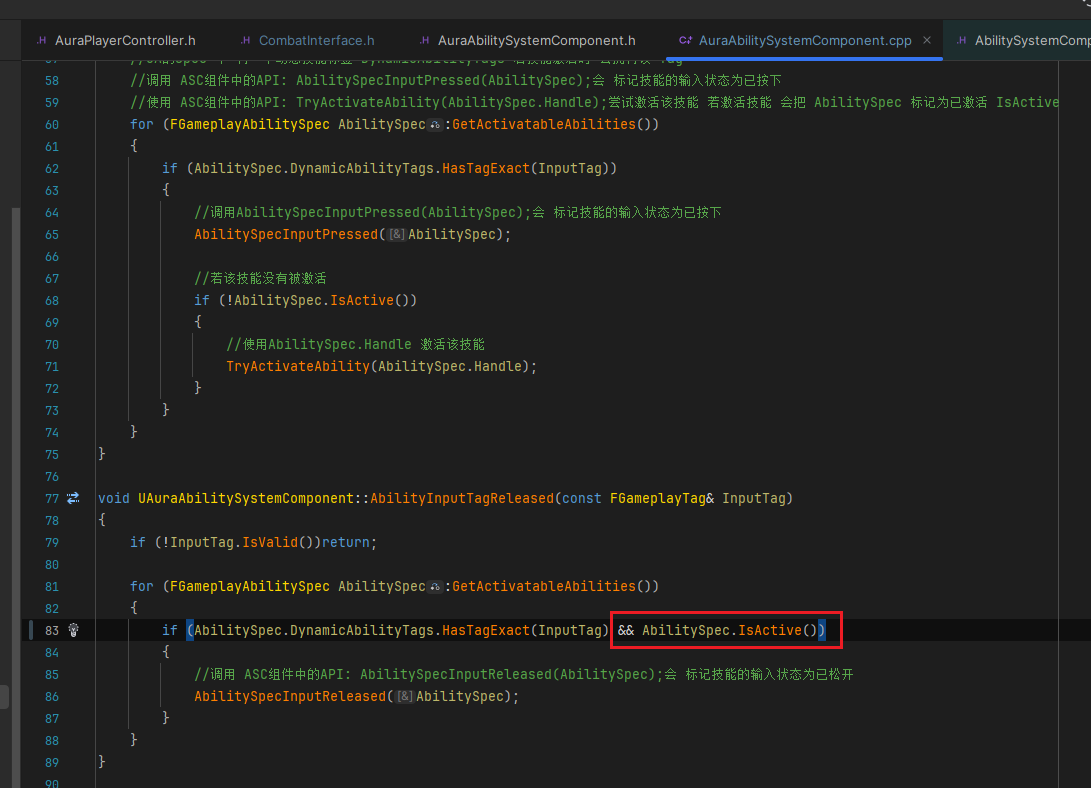 AuraPlayerController.h CombatInterface.h AuraAbilitySystemComponent.h AuraAbilitySystemComponent.cpp AbilitySystemComp
58 //调用 ASC组件中的API: AbilitySpecInputPressed(AbilitySpec);会 标记技能的输入状态为已按下
59 //使用 ASC组件中的API: TryActivateAbility(AbilitySpec.Handle);尝试激活该技能 若激活技能 会把 AbilitySpec 标记为已激活 IsActive
60 for (FGameplayAbilitySpec AbilitySpec :GetActivatableAbilities())
61 {
62 if (AbilitySpec.DynamicAbilityTags.HasTagExact(InputTag))
63 {
64 //调用AbilitySpecInputPressed(AbilitySpec);会 标记技能的输入状态为已按下
65 AbilitySpecInputPressed([&]AbilitySpec);
66
67 //若该技能没有被激活
68 if (!AbilitySpec.IsActive())
69 {
70 //使用AbilitySpec.Handle 激活该技能
71 TryActivateAbility(AbilitySpec.Handle);
72 }
73 }
74 }
75 }
76
77 void UAuraAbilitySystemComponent::AbilityInputTagReleased(const FGameplayTag& InputTag)
78 {
79 if (!InputTag.IsValid())return;
80
81 for (FGameplayAbilitySpec AbilitySpec :GetActivatableAbilities())
82 {
83 if (AbilitySpec.DynamicAbilityTags.HasTagExact(InputTag) && AbilitySpec.IsActive())
84 {
85 //调用 ASC组件中的API: AbilitySpecInputReleased(AbilitySpec);会 标记技能的输入状态为已松开
86 AbilitySpecInputReleased([&]AbilitySpec);
87 }
88 }
89 }
90